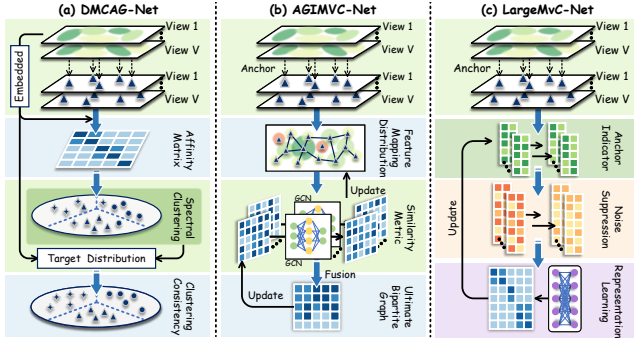 (a) DMCAG-Net
View 1
View V
Embedded
View 1
View V
Affinity
Matrix
Spectral
Clustering
Target Distribution
Clustering
Consistency
(b) AGIMVC-Net
View 1
View V
Anchor
View 1
View V
Feature
Mapping
Distribution
Update
GCN
GCN
Similarity
Metric
Fusion
Update
Ultimate
Bipartite
Graph
(c) LargeMvC-Net
View 1
View V
Anchor
View 1
View V
Anchor
Indicator
Update
Noise
Suppression
Representation
Learning